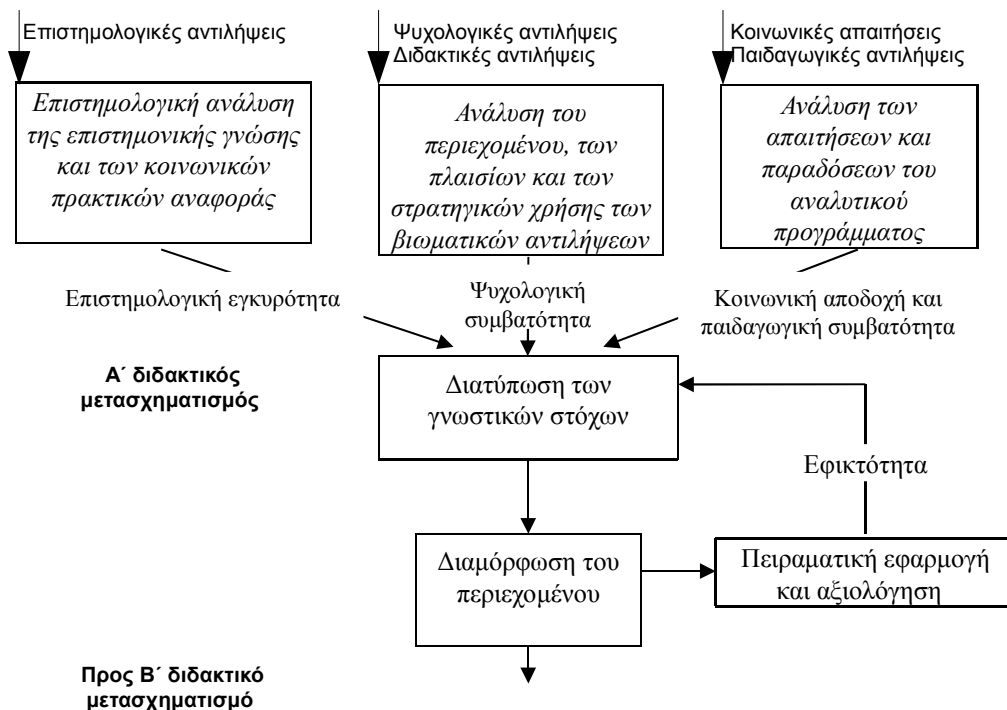 Επιστημολογικές αντιλήψεις
Ψυχολογικές αντιλήψεις
Διδακτικές αντιλήψεις
Κοινωνικές απαιτήσεις
Παιδαγωγικές αντιλήψεις
Επιστημολογική ανάλυση
της επιστημονικής γνώσης
και των κοινωνικών
πρακτικών αναφοράς
Ανάλυση του
περιεχομένου, των
πλαισίων και των
στρατηγικών χρήσης των
βιωματικών αντιλήψεων
Ανάλυση των
απαιτήσεων και
παραδόσεων του
αναλυτικού
προγράμματος
Επιστημολογική εγκυρότητα
Ψυχολογική
συμβατότητα
Κοινωνική αποδοχή και
παιδαγωγική συμβατότητα
Α΄ διδακτικός
μετασχηματισμός
Διατύπωση των
γνωστικών στόχων
Εφικτότητα
Διαμόρφωση του
περιεχομένου
Πειραματική εφαρμογή
και αξιολόγηση
Προς Β΄ διδακτικό
μετασχηματισμό